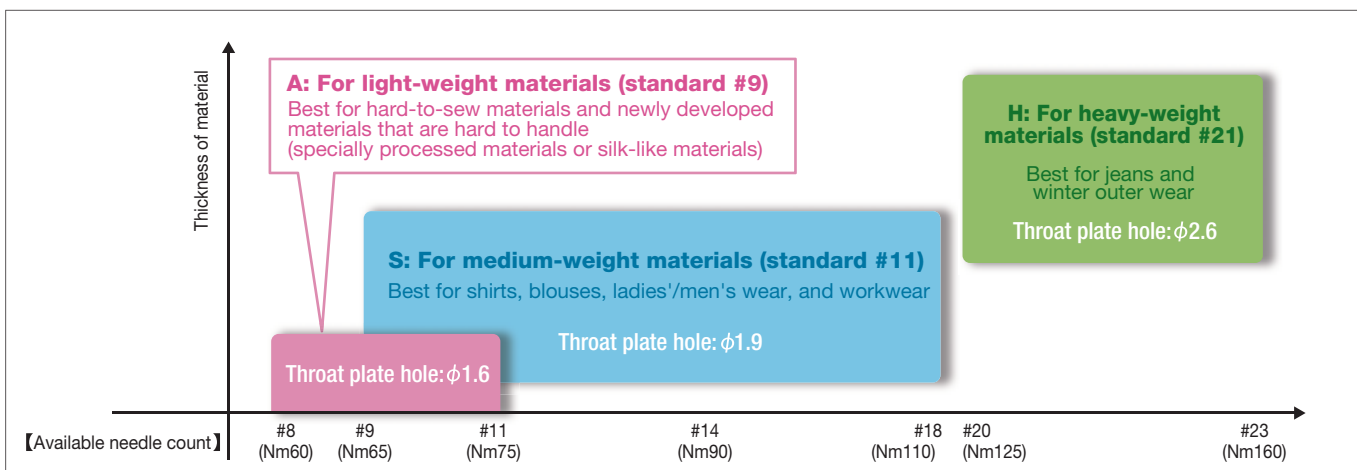 Thickness of material
A: For light-weight materials (standard #9)
Best for hard-to-sew materials and newly developed
materials that are hard to handle
(specially processed materials or silk-like materials)
H: For heavy-weight
materials (standard #21)
Best for jeans and
winter outer wear
Throat plate hole:ϕ2.6
S: For medium-weight materials (standard #11)
Best for shirts, blouses, ladies'/men's wear, and workwear
Throat plate hole:ϕ1.9
Throat plate hole:ϕ1.6
【Available needle count】
#8 #9 #11 #14 #18 #20 #23
(Nm60) (Nm65) (Nm75) (Nm90) (Nm110) (Nm125) (Nm160)